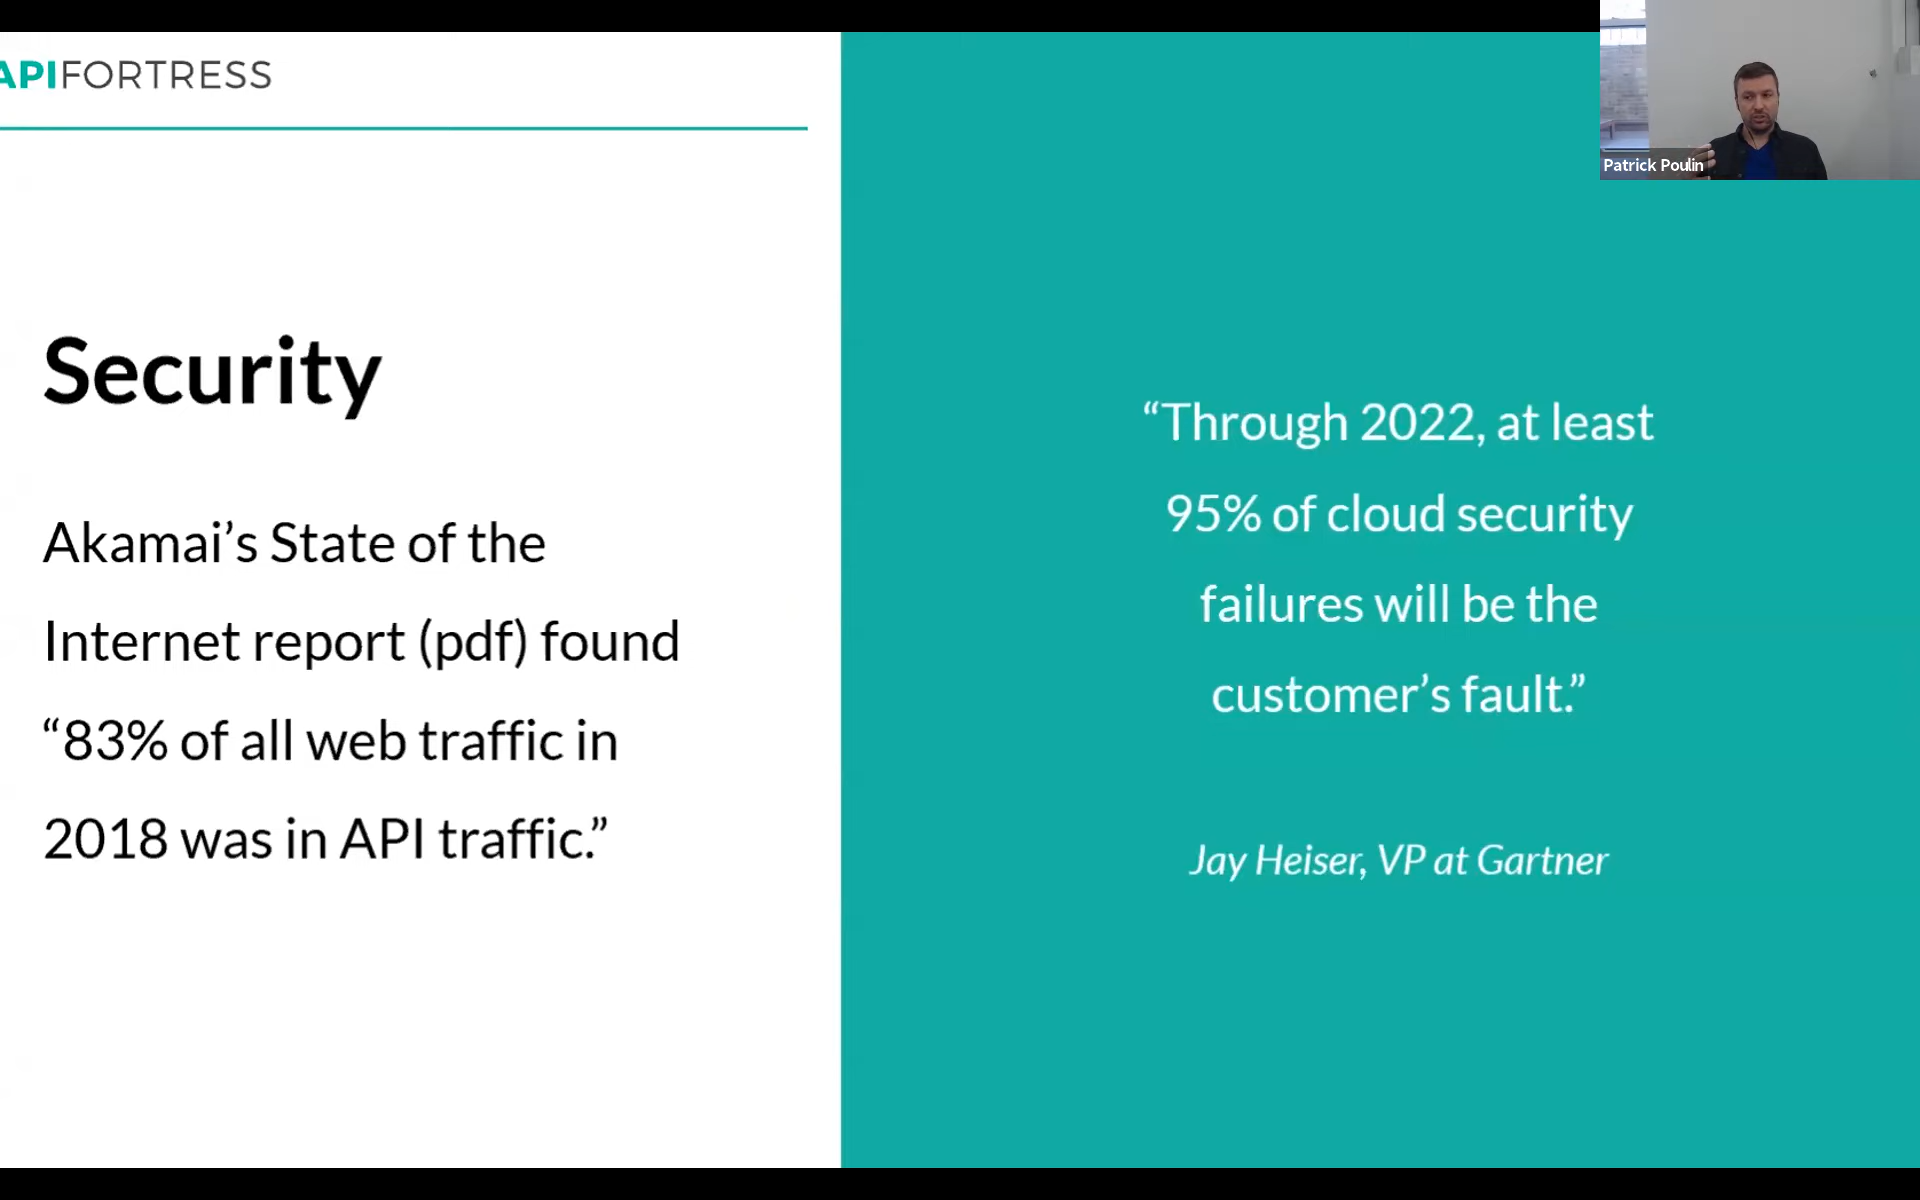 APIFORTRESS
Patrick Poulin
Security
Akamai’s State of the
Internet report (pdf) found
“83% of all web traffic in
2018 was in API traffic.”
“Through 2022, at least
95% of cloud security
failures will be the
customer’s fault.”
Jay Heiser, VP at Gartner